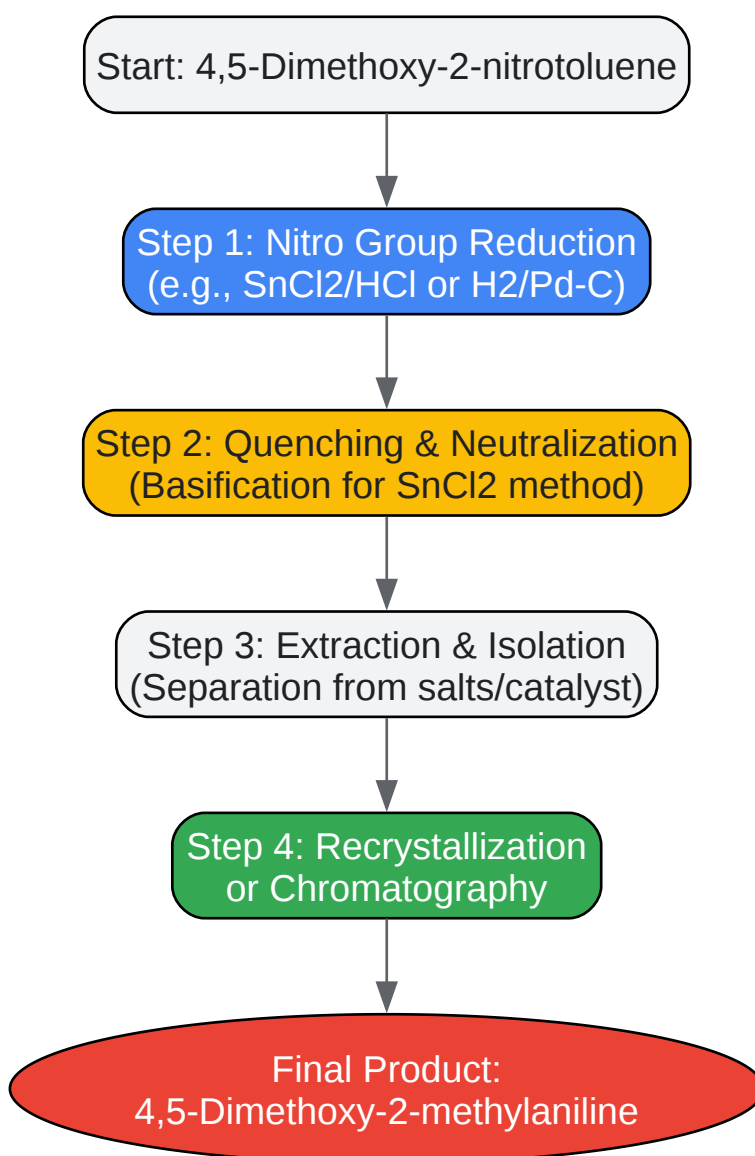 Start: 4,5-Dimethoxy-2-nitrotoluene
Step 1: Nitro Group Reduction
(e.g., SnCl2/HCl or H2/Pd-C)
Step 2: Quenching & Neutralization
(Basification for SnCl2 method)
Step 3: Extraction & Isolation
(Separation from salts/catalyst)
Step 4: Recrystallization
or Chromatography
Final Product:
4,5-Dimethoxy-2-methylaniline